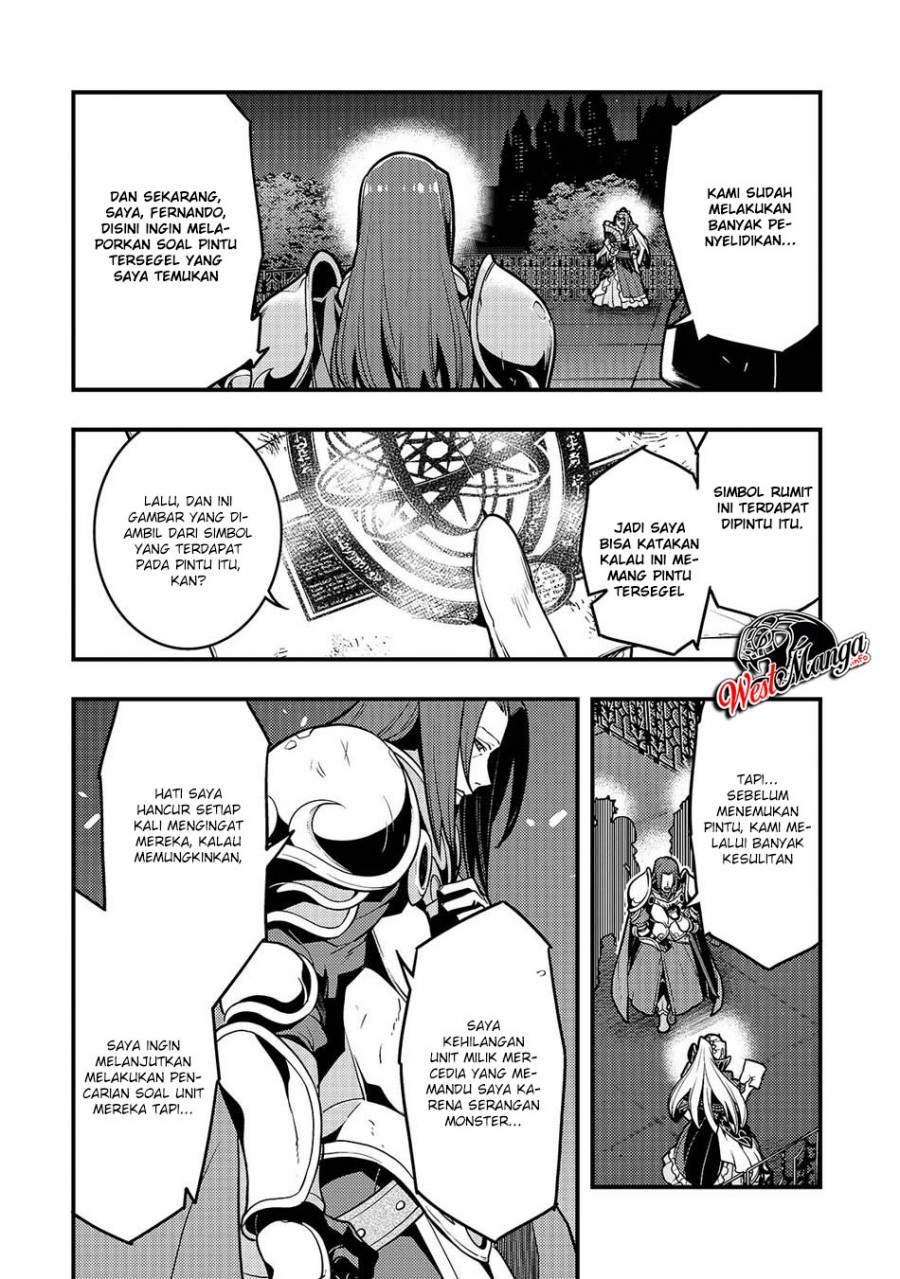 KAMI SUDAH
MELAKUKAN
BANYAK PE-
NYELIDIKAN...
DAN SEKARANG,
SAYA, FERNANDO,
DISINI INGIN MELA-
PORKAN SOAL PINTU
TERSEGEL YANG
SAYA TEMUKAN
SIMBOL RUMIT
INI TERDAPAT
DIPINTU ITU.
JADI SAYA
BISA KATAKAN
KALAU INI ME-
MANG PINTU
TERSEGEL
LALU, DAN INI
GAMBAR YANG DI-
AMBIL DARI SIMBOL
YANG TERDAPAT
PADA PINTU ITU,
KAN?
WestManga
.info
TAPI...
SEBELUM
MENEMUKAN
PINTU, KAMI ME-
LALUI BANYAK
KESULITAN
SAYA
KEHILANGAN
UNIT MILIK MER-
CEDIA YANG ME-
MANDU SAYA KA-
RENA SERANGAN
MONSTER...
HATI SAYA
HANCUR SETIAP
KALI MENGINGAT
MEREKA, KALAU
MEMUNGKINKAN,
SAYA INGIN
MELANJUTKAN
MELAKUKAN PEN-
CARIAN SOAL UNIT
MEREKA TAPI...